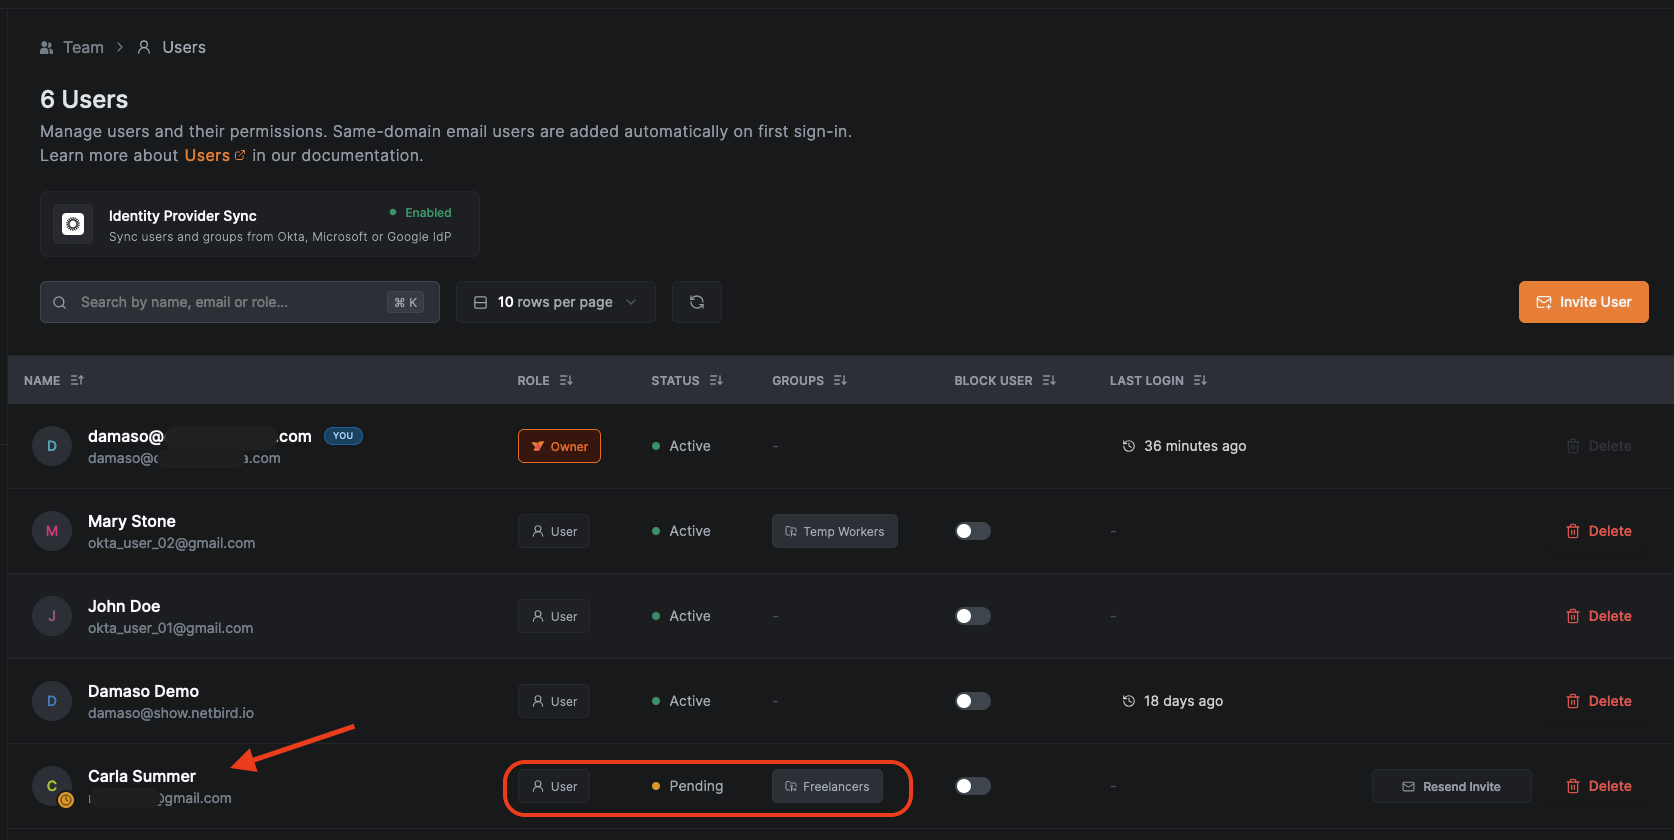 Team > Users
6 Users
Manage users and their permissions. Same-domain email users are added automatically on first sign-in.
Learn more about Users in our documentation.
Identity Provider Sync
Enabled
Sync users and groups from Okta, Microsoft or Google IdP
Search by name, email or role...
⌘ K
10 rows per page
Invite User
NAME ROLE STATUS GROUPS BLOCK USER LAST LOGIN
D
damaso@ .com YOU
damaso@ a.com
Owner
Active
-
36 minutes ago
Delete
M
Mary Stone
okta_user_02@gmail.com
User
Active
Temp Workers
-
Delete
J
John Doe
okta_user_01@gmail.com
User
Active
-
-
Delete
D
Damaso Demo
damaso@show.netbird.io
User
Active
-
18 days ago
Delete
C
Carla Summer
@gmail.com
User
Pending
Freelancers
-
Resend Invite
Delete